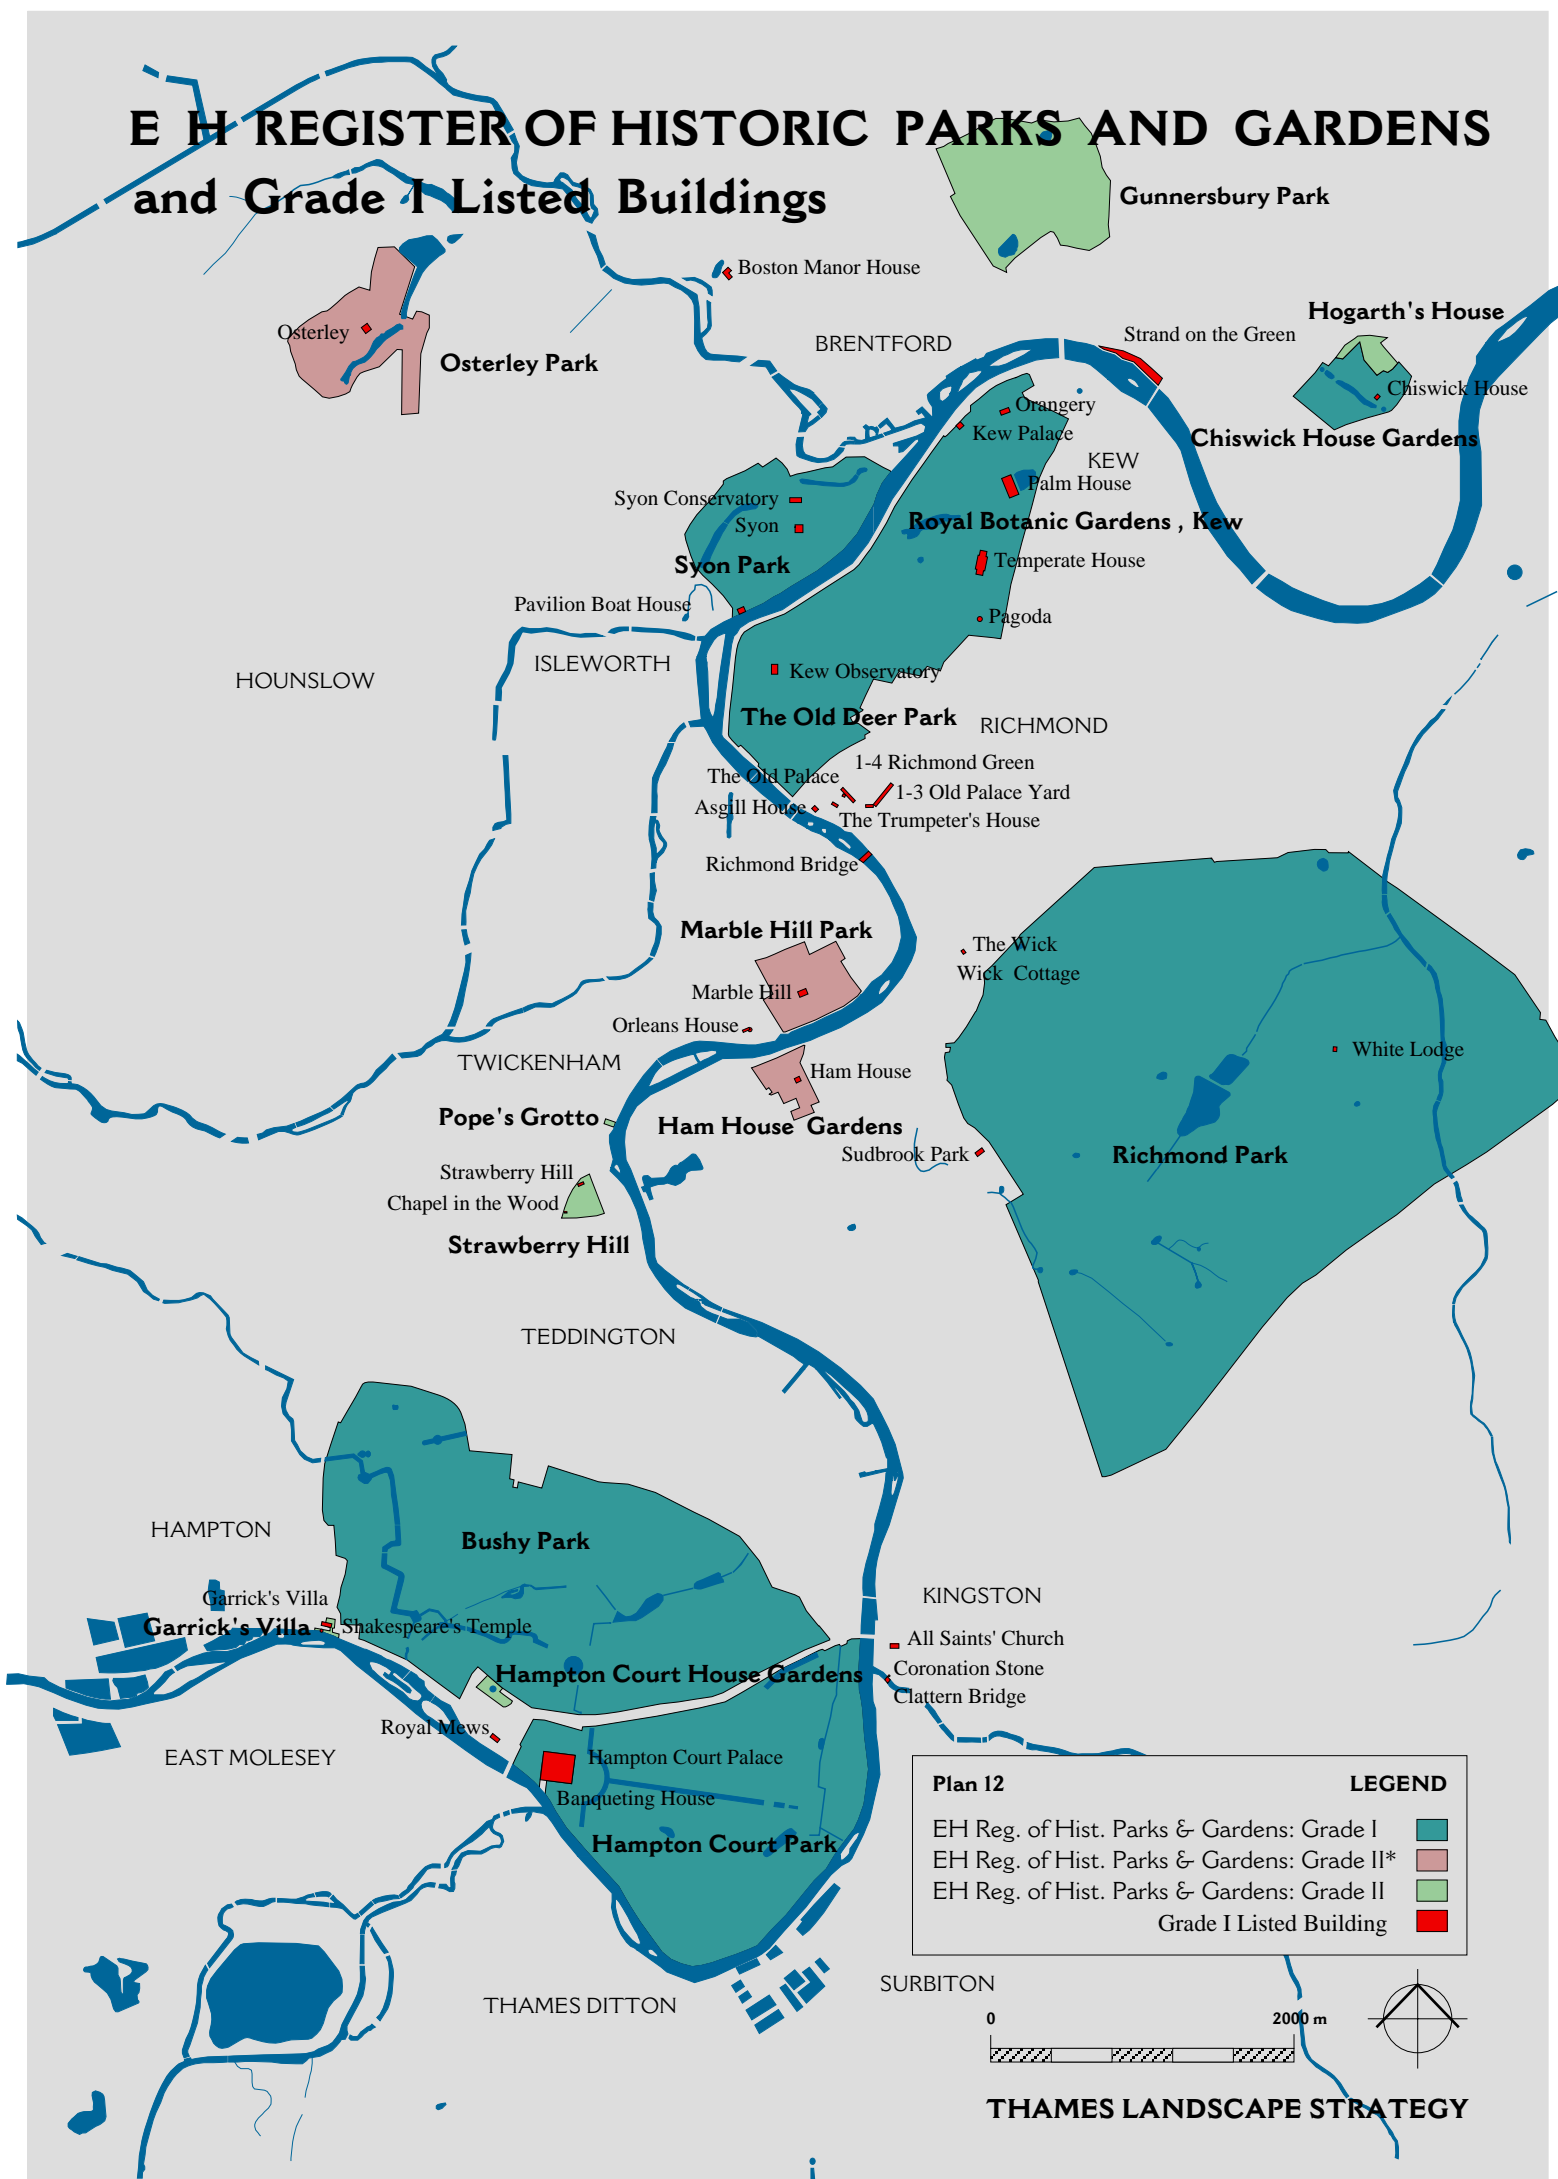 E H REGISTER OF HISTORIC PARKS AND GARDENS
and Grade I Listed Buildings
Gunnersbury Park
Boston Manor House
Hogarth's House
Osterley
Strand on the Green
BRENTFORD
Osterley Park
Chiswick House
Orangery
Kew Palace
Chiswick House Gardens
KEW
Palm House
Syon Conservatory
Syon
Royal Botanic Gardens , Kew
Temperate House
Syon Park
Pavilion Boat House
Pagoda
ISLEWORTH
HOUNSLOW
Kew Observatory
The Old Deer Park
RICHMOND
1-4 Richmond Green
The Old Palace
1-3 Old Palace Yard
Asgill House
The Trumpeter's House
Richmond Bridge
Marble Hill Park
The Wick
Wick Cottage
Marble Hill
Orleans House
White Lodge
TWICKENHAM
Ham House
Pope's Grotto
Ham House Gardens
Sudbrook Park
Richmond Park
Strawberry Hill
Chapel in the Wood
Strawberry Hill
TEDDINGTON
HAMPTON
Bushy Park
Garrick's Villa
KINGSTON
Garrick's Villa
Shakespeare's Temple
All Saints' Church
Hampton Court House Gardens
Coronation Stone
Clattern Bridge
Royal Mews
EAST MOLESEY
Hampton Court Palace
Banqueting House
Hampton Court Park
Plan 12 LEGEND
EH Reg. of Hist. Parks & Gardens: Grade I
EH Reg. of Hist. Parks & Gardens: Grade II*
EH Reg. of Hist. Parks & Gardens: Grade II
Grade I Listed Building
SURBITON
THAMES DITTON
0 2000 m
THAMES LANDSCAPE STRATEGY